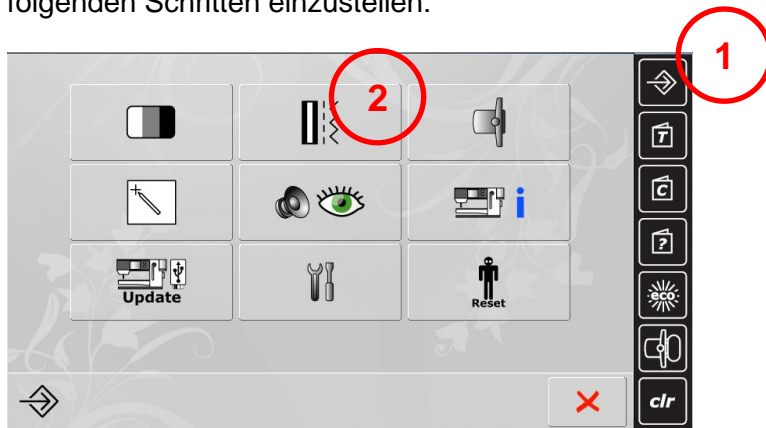 folgenden Schritten einzustellen:
1
2
T
C
?
i
eco
Update
Reset
clr